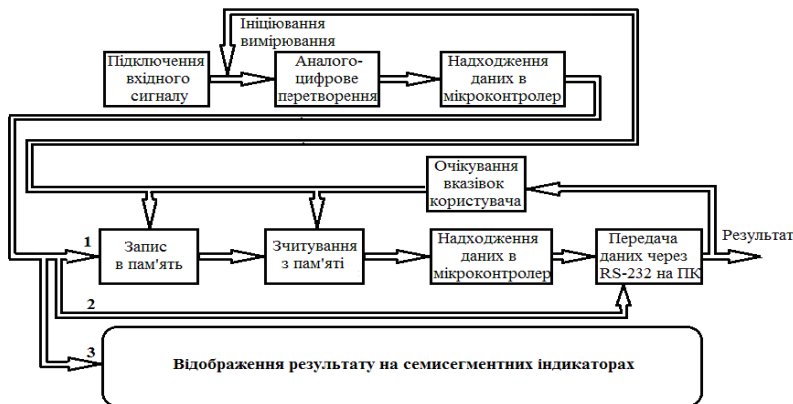 Ініціювання
вимірювання
Підключення
вхідного
сигналу
Аналого-
цифрове
перетворення
Надходження
даних в
мікроконтролер
Очікування
вказівок
користувача
1
Запис
в пам'ять
Зчитування
з пам'яті
Надходження
даних в
мікроконтролер
Передача
даних через
RS-232 на ПК
Результат
2
3
Відображення результату на семисегментних індикаторах